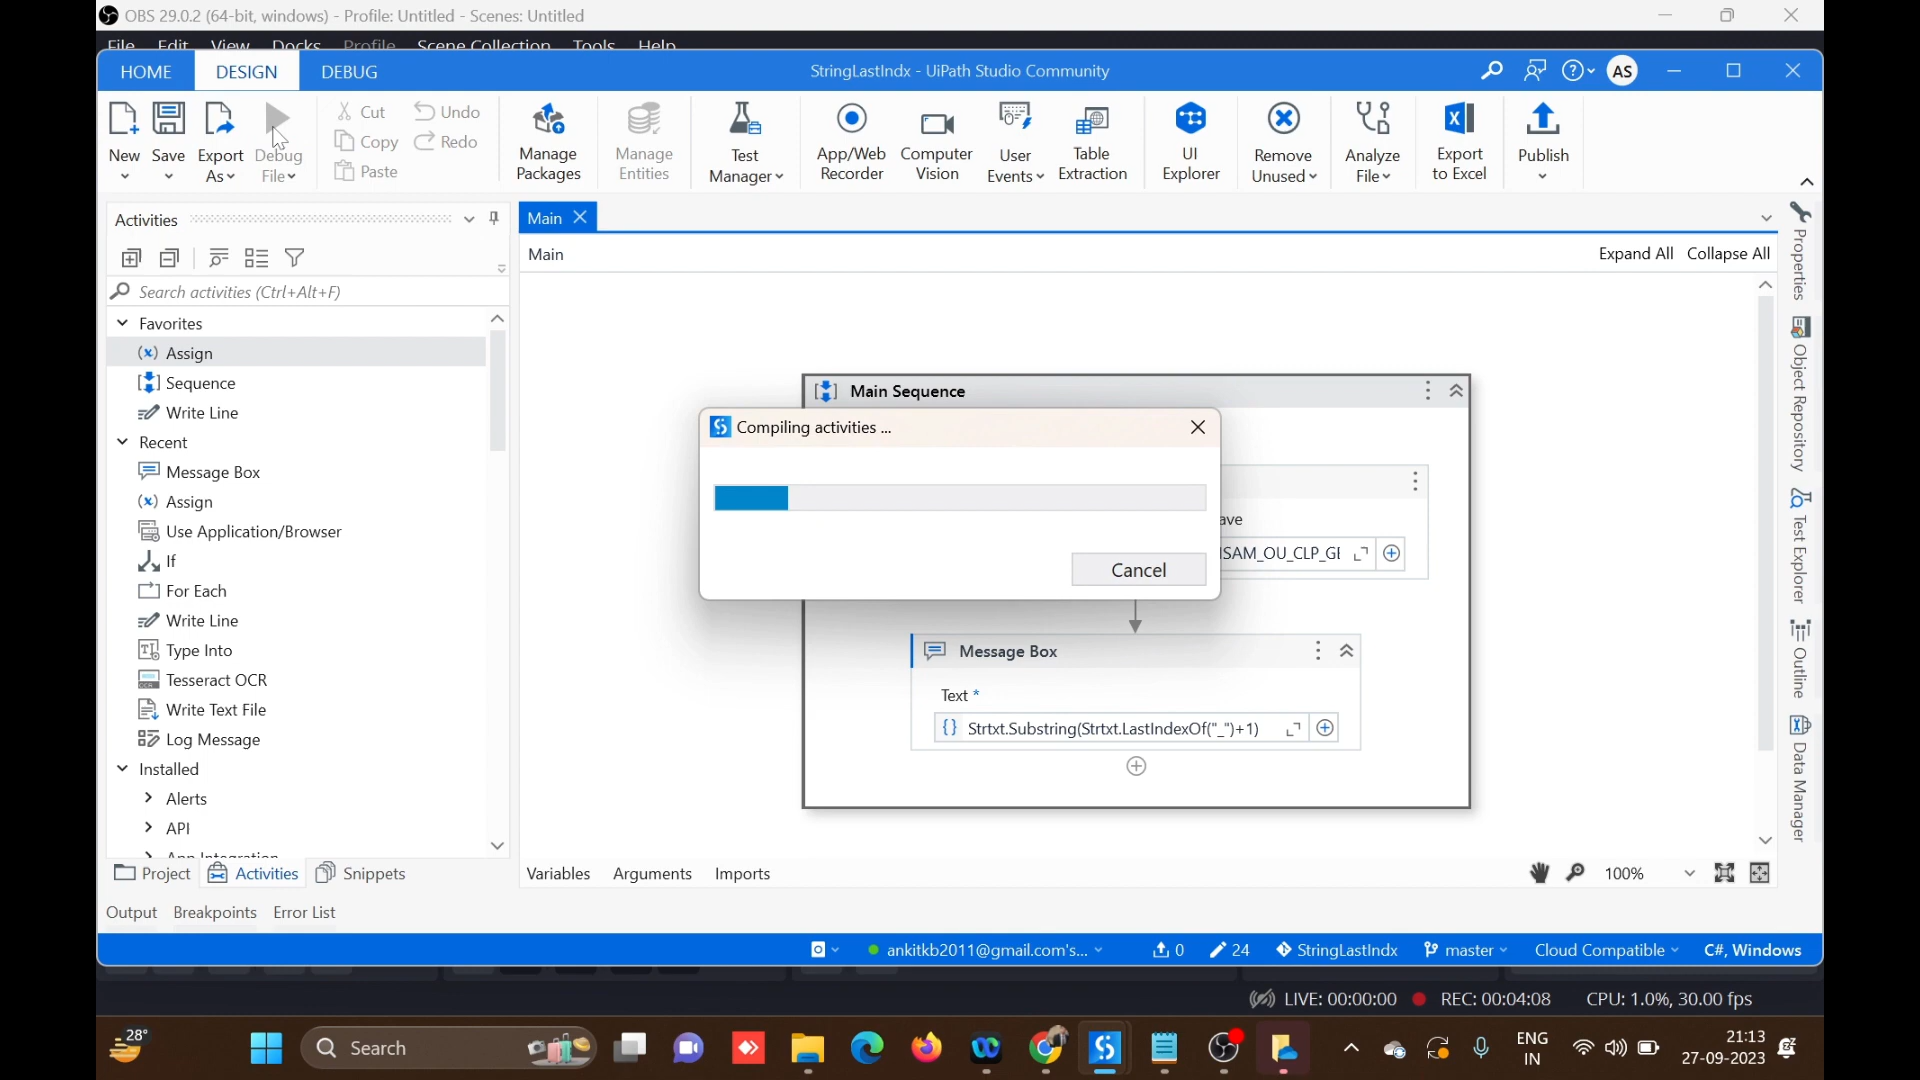 OBS 29.0.2 (64-bit, windows) - Profile: Untitled - Scenes: Untitled
File Edit View Docks Profile Scene Collection Tools Help
HOME DESIGN DEBUG
StringLastIndx - UiPath Studio Community
AS
New
Save
Export As
Debug File
Cut
Copy
Paste
Undo
Redo
Manage Packages
Manage Entities
Test Manager
App/Web Recorder
Computer Vision
User Events
Table Extraction
UI Explorer
Remove Unused
Analyze File
Export to Excel
Publish
Activities
Search activities (Ctrl+Alt+F)
Favorites
Assign
Sequence
Write Line
Recent
Message Box
Assign
Use Application/Browser
If
For Each
Write Line
Type Into
Tesseract OCR
Write Text File
Log Message
Installed
Alerts
API
App Integration
Project Activities Snippets
Main
Main
Expand All Collapse All
Main Sequence
Compiling activities ...
Cancel
ave
Message Box
Text *
Strtxt.Substring(Strtxt.LastIndexOf("_")+1)
Variables Arguments Imports
100%
Properties
Object Repository
Test Explorer
Outline
Data Manager
Output Breakpoints Error List
ankitkb2011@gmail.com's...
0
24
StringLastIndx
master
Cloud Compatible
C#, Windows
LIVE: 00:00:00 REC: 00:04:08 CPU: 1.0%, 30.00 fps
28°
Search
ENG
IN
21:13
27-09-2023